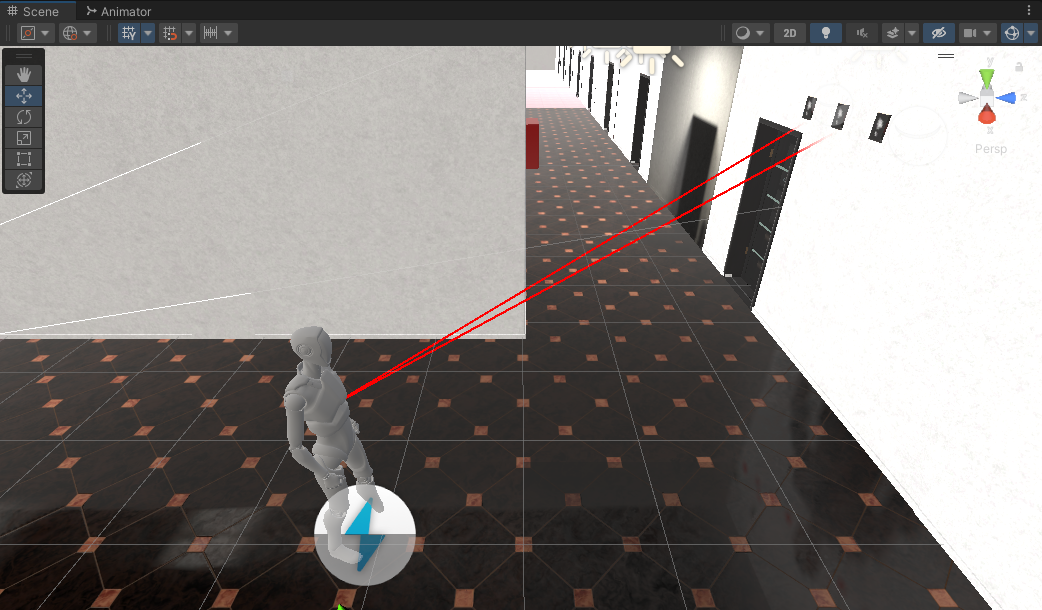 Scene
Animator
2D
y
x
x
Persp